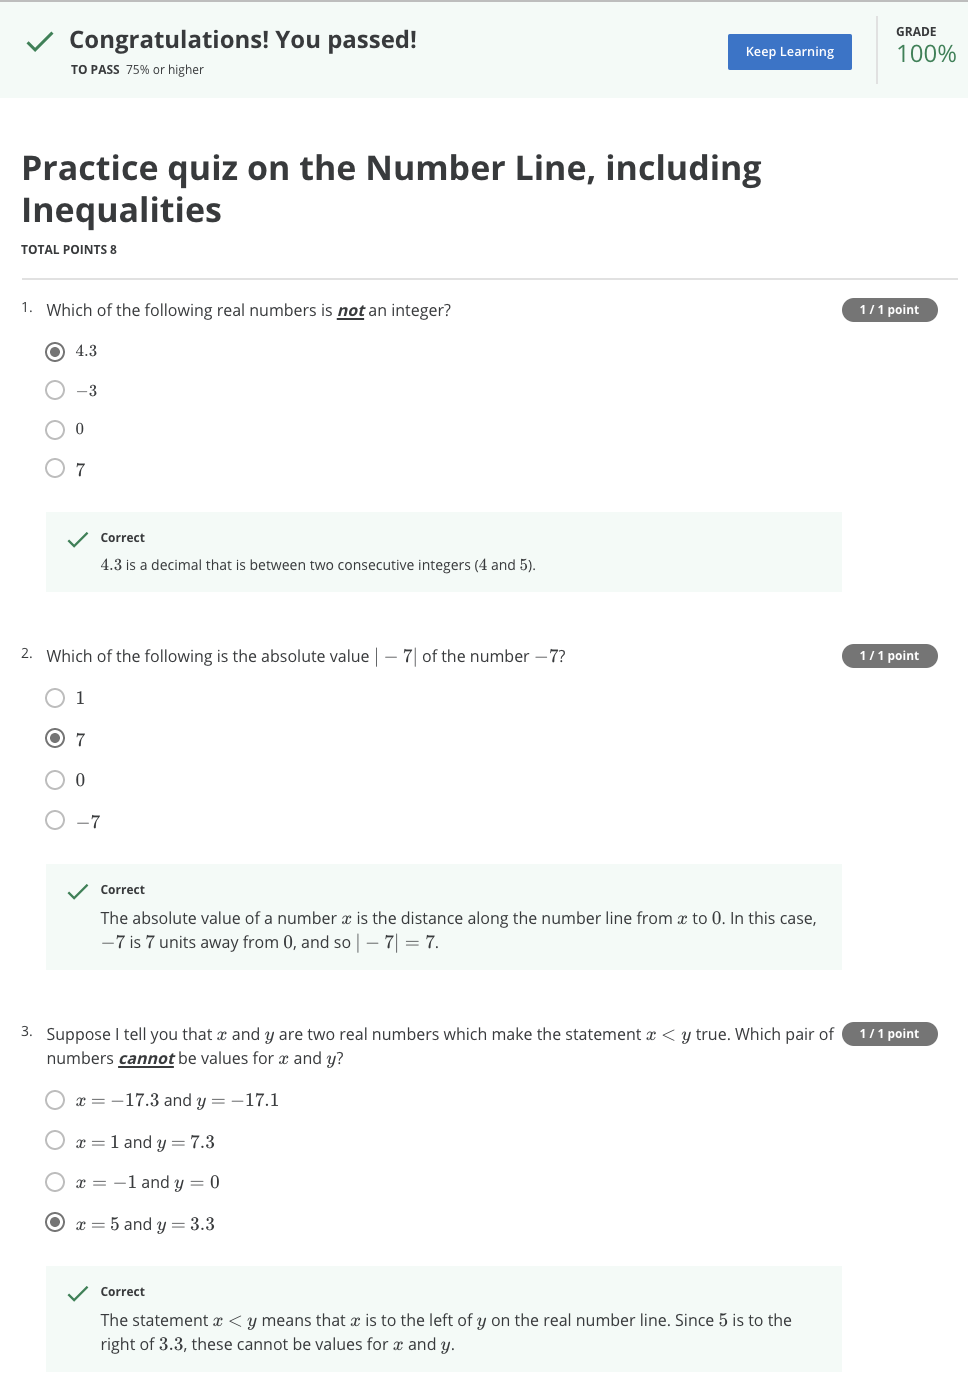 Congratulations! You passed!
TO PASS 75% or higher
Keep Learning
GRADE
100%
Practice quiz on the Number Line, including
Inequalities
TOTAL POINTS 8
1. Which of the following real numbers is not an integer?
1 / 1 point
4.3
−3
0
7
Correct
4.3 is a decimal that is between two consecutive integers (4 and 5).
2. Which of the following is the absolute value | − 7| of the number −7?
1 / 1 point
1
7
0
−7
Correct
The absolute value of a number x is the distance along the number line from x to 0. In this case,
−7 is 7 units away from 0, and so | − 7| = 7.
3. Suppose I tell you that x and y are two real numbers which make the statement x < y true. Which pair of
numbers cannot be values for x and y?
1 / 1 point
x = −17.3 and y = −17.1
x = 1 and y = 7.3
x = −1 and y = 0
x = 5 and y = 3.3
Correct
The statement x < y means that x is to the left of y on the real number line. Since 5 is to the
right of 3.3, these cannot be values for x and y.